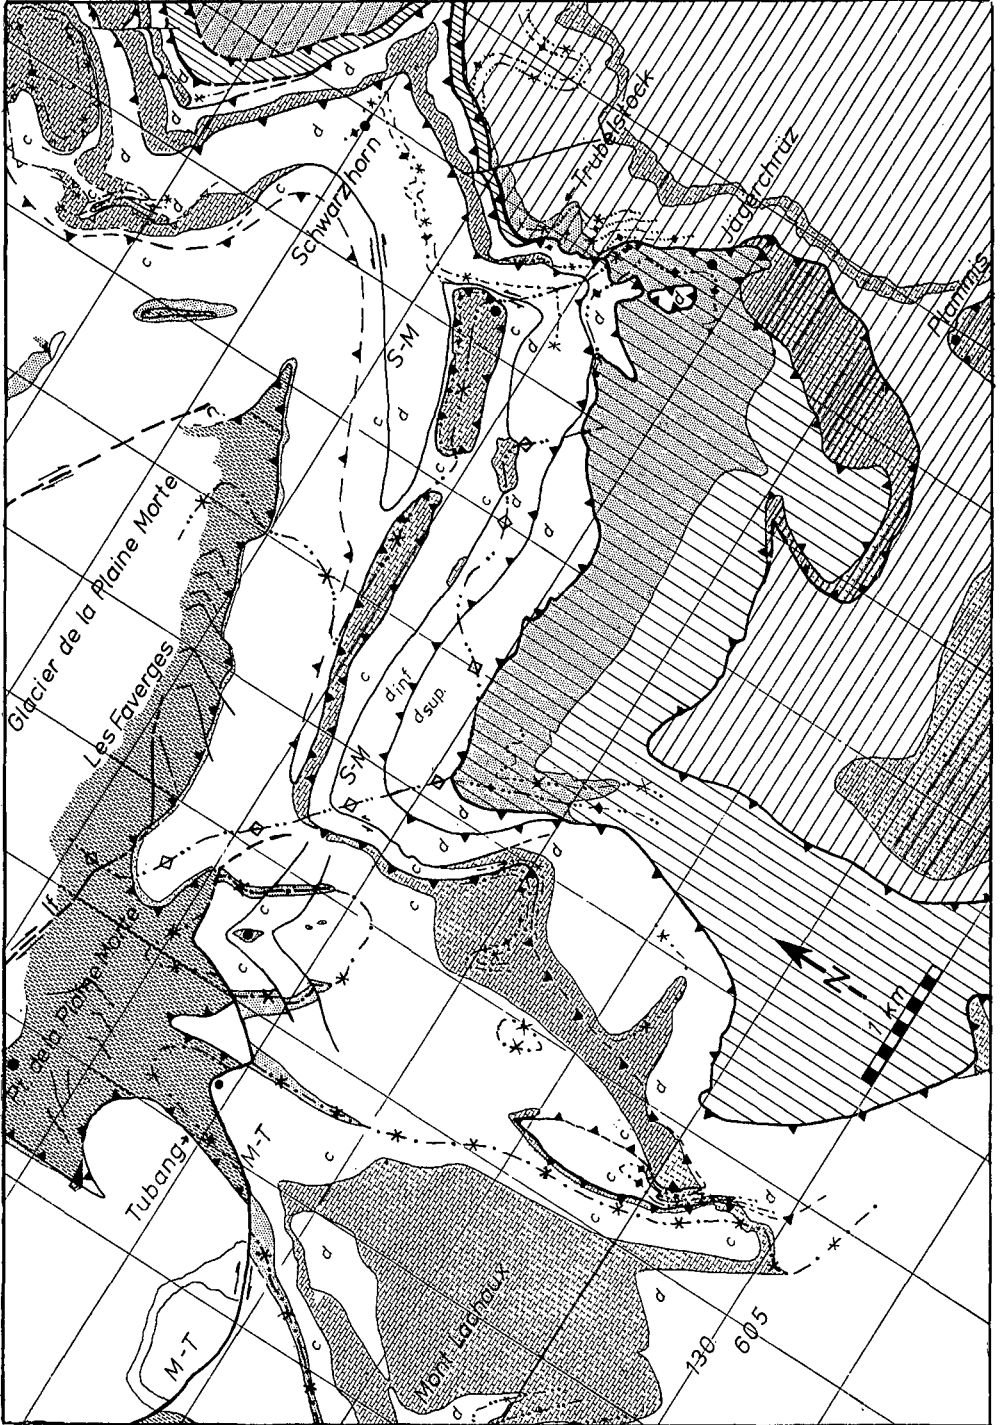 Trubelstock
Jägerchrüz
Plammis
Schwarzhorn
S-M
Glacier de la Plaine Morte
Les Faverges
d inf
d sup.
S-M
Pt de la Plaine Morte
N
1 km
Tubang
M-T
M-T
Mont Lachaux
130
605
d
d
d
d
c
c
c
c
d
c
d
d
c
d
c
c
d
d
c
d
d
c
c
c
c
d
c
c
c
c
d
c
d
d
c
d